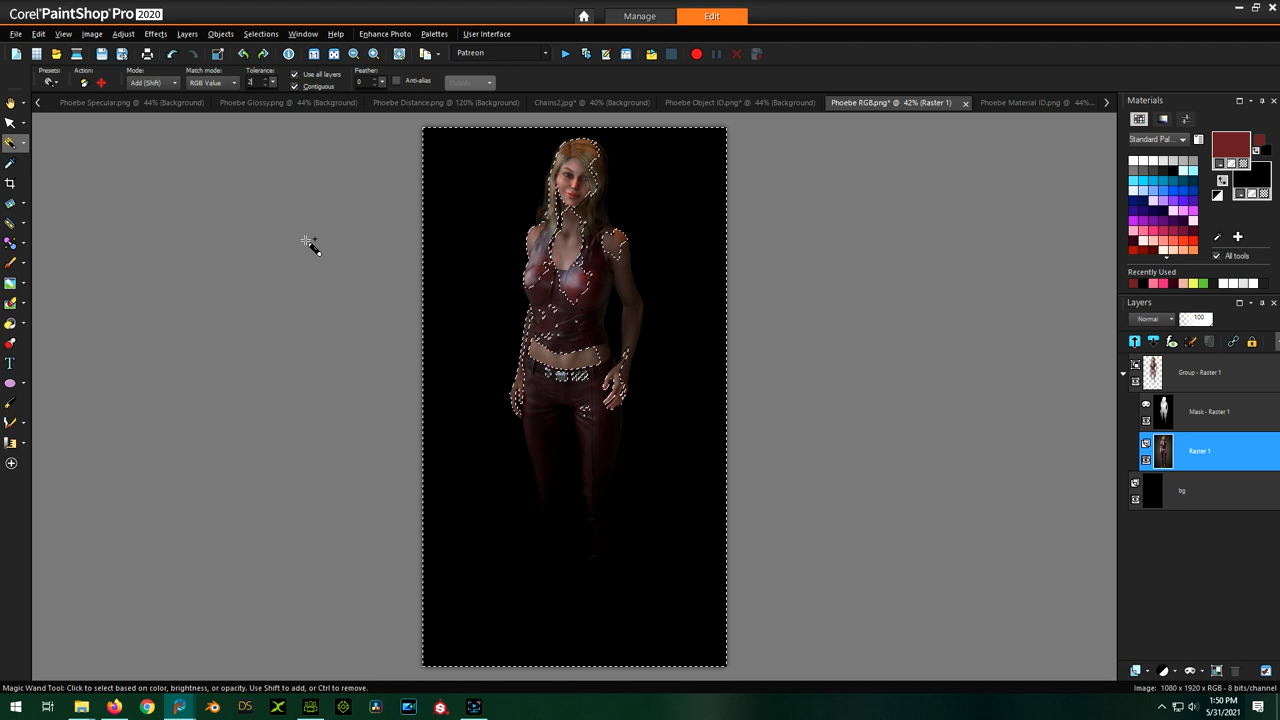 Corel PaintShop Pro 2020
Manage
Edit
File Edit View Image Adjust Effects Layers Objects Selections Window Help Enhance Photo Palettes User Interface
Patreon
Presets:
Action:
Mode:
Add (Shift)
Match mode:
RGB Value
Tolerance:
2
Use all layers
Contiguous
Feather:
0
Anti-alias
Outside
Phoebe Specular.png @ 44% (Background)
Phoebe Glossy.png @ 44% (Background)
Phoebe Distance.png @ 120% (Background)
Chains2.jpg* @ 40% (Background)
Phoebe Object ID.png* @ 44% (Background)
Phoebe RGB.png* @ 42% (Raster 1)
Phoebe Material ID.png @ 44%...
Materials
Standard Pal...
All tools
Recently Used
Layers
Normal
100
Group - Raster 1
Mask - Raster 1
Raster 1
bg
Magic Wand Tool: Click to select based on color, brightness, or opacity. Use Shift to add, or Ctrl to remove.
Image: 1080 x 1920 x RGB - 8 bits/channel
DS
1:50 PM
5/31/2021